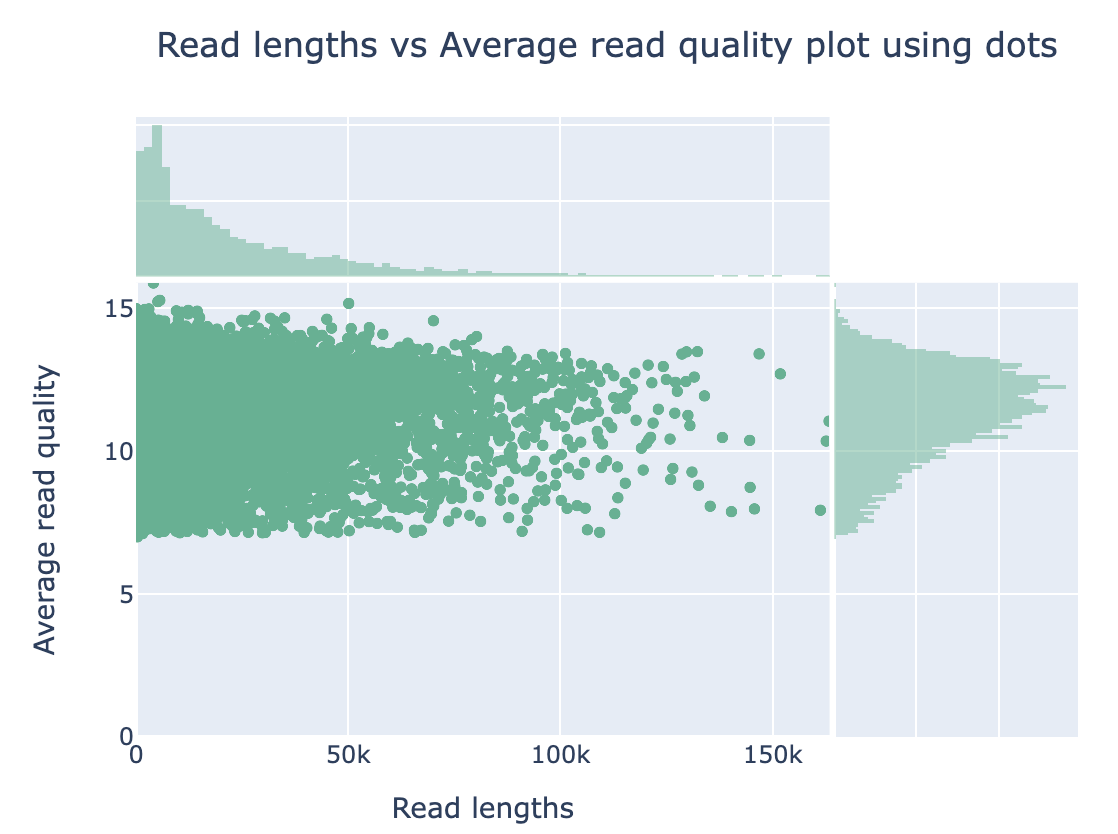 Read lengths vs Average read quality plot using dots
15
10
5
0
Average read quality
0 50k 100k 150k
Read lengths